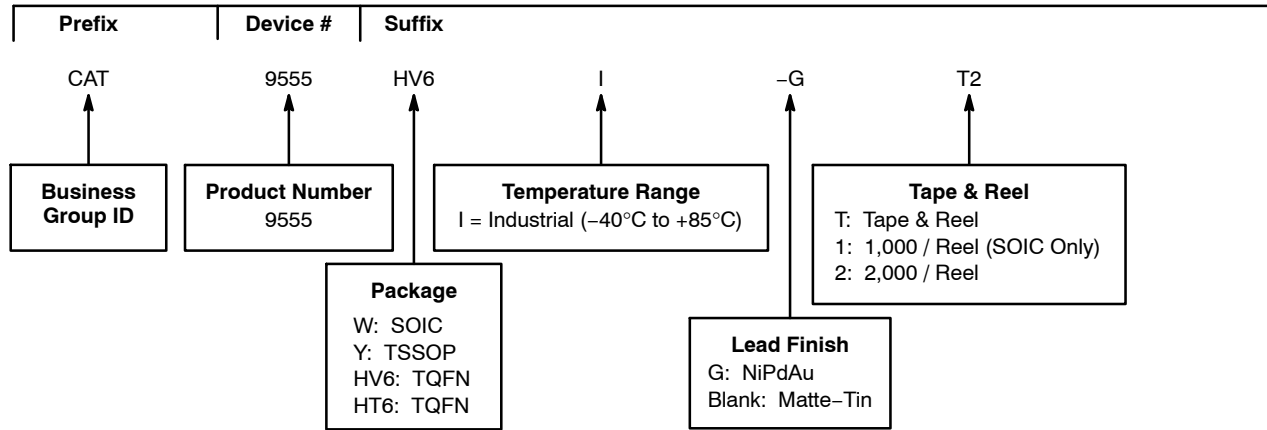 Prefix
Device #
Suffix
CAT
9555
HV6
I
−G
T2
Business
Group ID
Product Number
9555
Temperature Range
I = Industrial (−40°C to +85°C)
Tape & Reel
T: Tape & Reel
1: 1,000 / Reel (SOIC Only)
2: 2,000 / Reel
Package
W: SOIC
Y: TSSOP
HV6: TQFN
HT6: TQFN
Lead Finish
G: NiPdAu
Blank: Matte−Tin